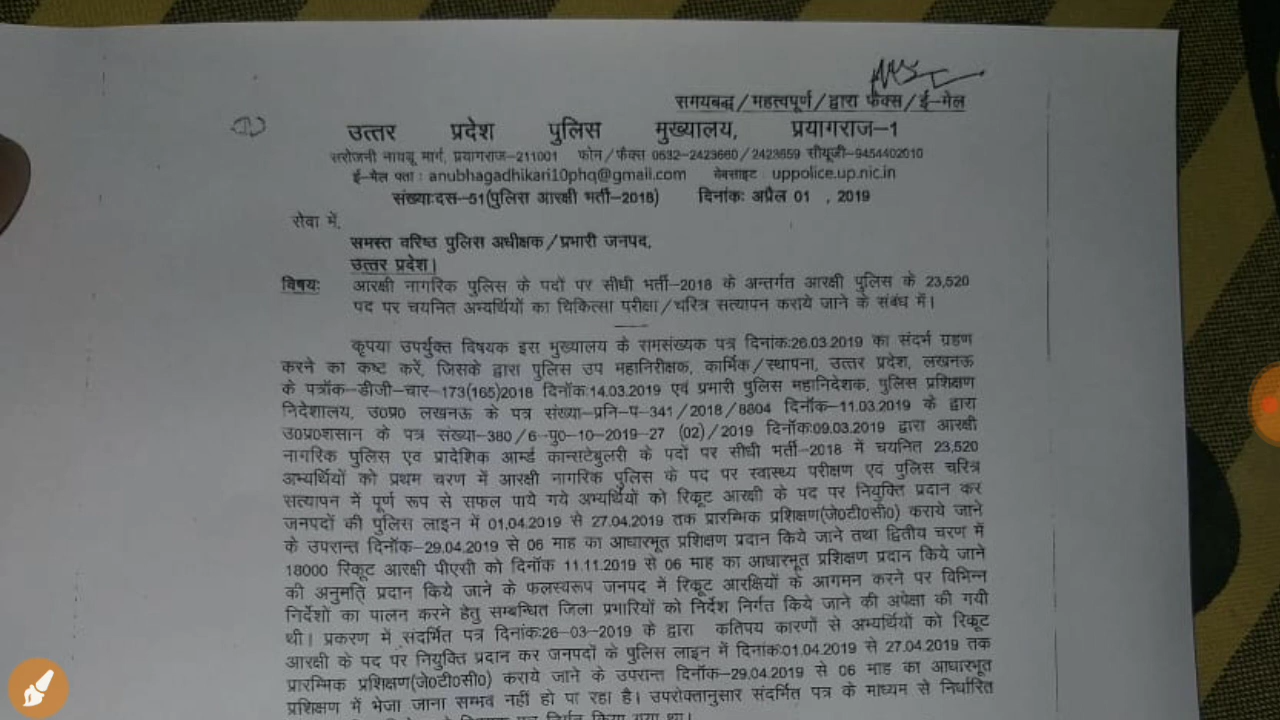 समयबद्ध/महत्वपूर्ण/द्वारा फैक्स/ई-मेल
उत्तर प्रदेश पुलिस मुख्यालय, प्रयागराज-1
सरोजनी नायडू मार्ग, प्रयागराज-211001 फोन/फैक्स 0532-2423660/2423659 सीयूजी-9454402010
ई-मेल पता : anubhagadhikari10phq@gmail.com वेबसाइट : uppolice.up.nic.in
संख्याःदस-51(पुलिस आरक्षी भर्ती-2018) दिनांकः अप्रैल 01 , 2019
सेवा में,
समस्त वरिष्ठ पुलिस अधीक्षक/प्रभारी जनपद,
उत्तर प्रदेश।
विषयः आरक्षी नागरिक पुलिस के पदों पर सीधी भर्ती-2018 के अन्तर्गत आरक्षी पुलिस के 23,520
पद पर चयनित अभ्यर्थियों का चिकित्सा परीक्षा/चरित्र सत्यापन कराये जाने के संबंध में।
कृपया उपर्युक्त विषयक इस मुख्यालय के समसंख्यक पत्र दिनांकः26.03.2019 का संदर्भ ग्रहण
करने का कष्ट करें, जिसके द्वारा पुलिस उप महानिरीक्षक, कार्मिक/स्थापना, उत्तर प्रदेश, लखनऊ
के पत्रॉक-डीजी-चार-173(165)2018 दिनॉकः14.03.2019 एवं प्रभारी पुलिस महानिदेशक, पुलिस प्रशिक्षण
निदेशालय, उ0प्र0 लखनऊ के पत्र संख्या-प्रनि-प-341/2018/8804 दिनॉक-11.03.2019 के द्वारा
उ0प्र0शसान के पत्र संख्या-380/6-पु0-10-2019-27 (02)/2019 दिनॉकः09.03.2019 द्वारा आरक्षी
नागरिक पुलिस एव प्रादेशिक आर्म्ड कान्सटेबुलरी के पदों पर सीधी भर्ती-2018 में चयनित 23,520
अभ्यर्थियों को प्रथम चरण में आरक्षी नागरिक पुलिस के पद पर स्वास्थ्य परीक्षण एवं पुलिस चरित्र
सत्यापन में पूर्ण रूप से सफल पाये गये अभ्यर्थियों को रिकूट आरक्षी के पद पर नियुक्ति प्रदान कर
जनपदों की पुलिस लाइन में 01.04.2019 से 27.04.2019 तक प्रारम्भिक प्रशिक्षण(जे0टी0सी0) कराये जाने
के उपरान्त दिनॉक-29.04.2019 से 06 माह का आधारभूत प्रशिक्षण प्रदान किये जाने तथा द्वितीय चरण में
18000 रिकूट आरक्षी पीएसी को दिनॉक 11.11.2019 से 06 माह का आधारभूत प्रशिक्षण प्रदान किये जाने
की अनुमति प्रदान किये जाने के फलस्वरूप जनपद में रिकूट आरक्षियों के आगमन करने पर विभिन्न
निर्देशों का पालन करने हेतु सम्बन्धित जिला प्रभारियों को निर्देश निर्गत किये जाने की अपेक्षा की गयी
थी। प्रकरण में संदर्भित पत्र दिनांकः26-03-2019 के द्वारा कतिपय कारणों से अभ्यर्थियों को रिकूट
आरक्षी के पद पर नियुक्ति प्रदान कर जनपदों के पुलिस लाइन में दिनांकः01.04.2019 से 27.04.2019 तक
प्रारम्भिक प्रशिक्षण(जे0टी0सी0) कराये जाने के उपरान्त दिनॉक-29.04.2019 से 06 माह का आधारभूत
प्रशिक्षण में भेजा जाना सम्भव नहीं हो पा रहा है। उपरोक्तानुसार संदर्भित पत्र के माध्यम से निर्धारित